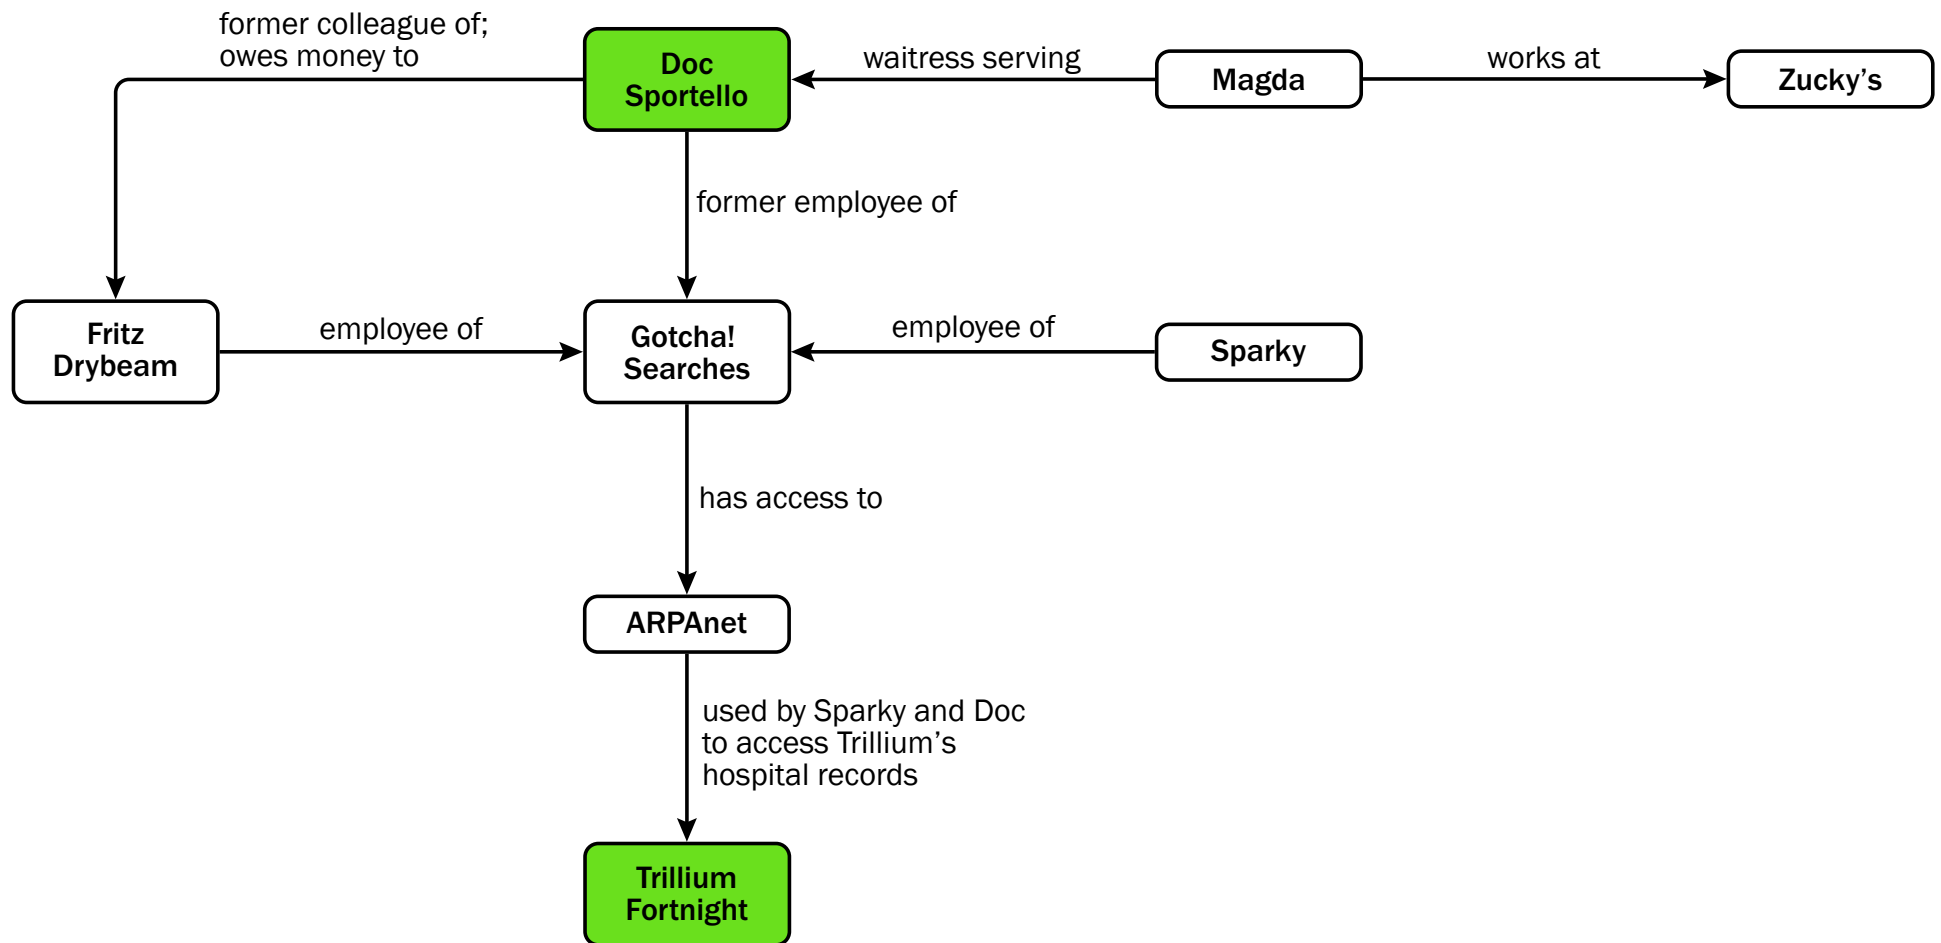 former colleague of;
owes money to
Doc
Sportello
waitress serving
Magda
works at
Zucky’s
former employee of
Fritz
Drybeam
employee of
Gotcha!
Searches
employee of
Sparky
has access to
ARPAnet
used by Sparky and Doc
to access Trillium’s
hospital records
Trillium
Fortnight